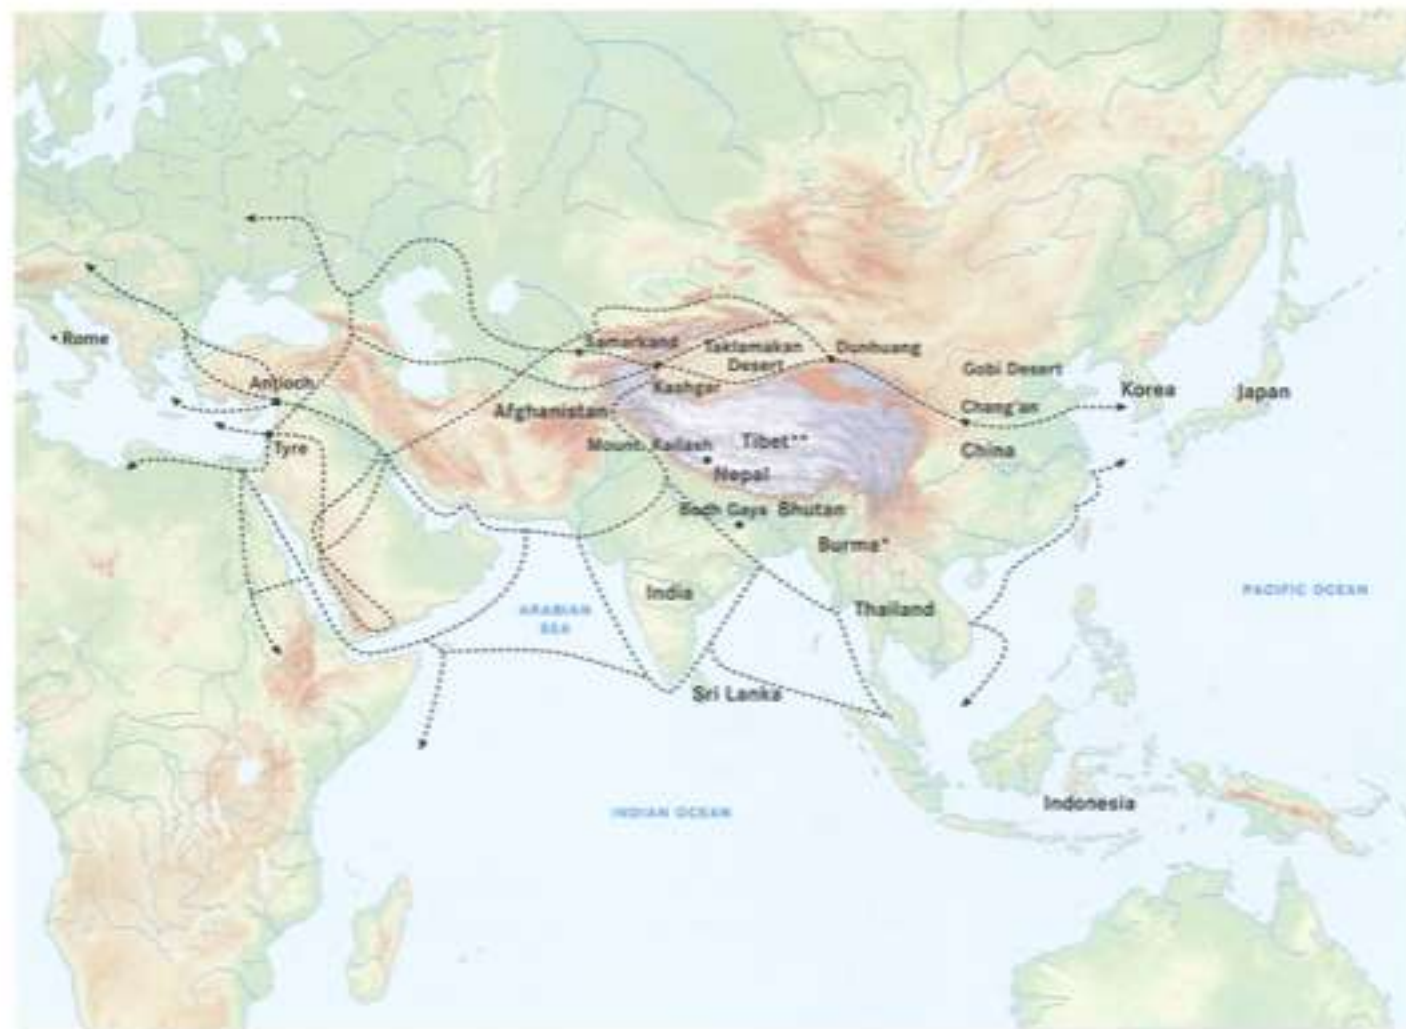 Rome
Samarkand
Taklamakan
Desert
Dunhuang
Gobi Desert
Antioch
Kashgar
Korea
Japan
Afghanistan
Chang'an
Mount. Kailash
Tibet**
China
Tyre
Nepal
Bodh Gaya
Bhutan
Burma*
India
ARABIAN
SEA
Thailand
PACIFIC OCEAN
Sri Lanka
Indonesia
INDIAN OCEAN